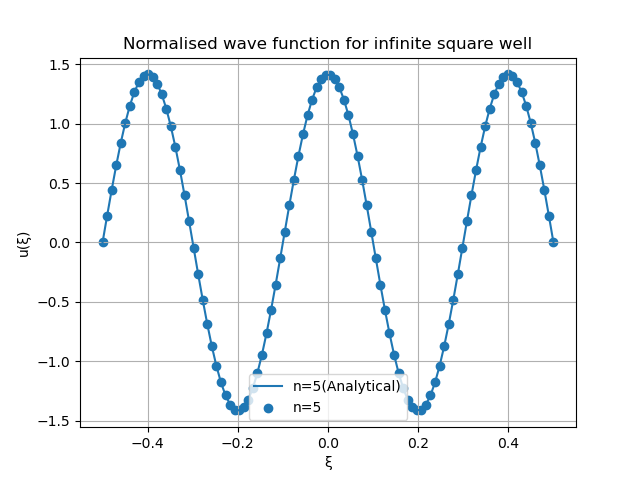 Normalised wave function for infinite square well
1.5
1.0
0.5
0.0
−0.5
−1.0
−1.5
u(ξ)
n=5(Analytical)
n=5
−0.4
−0.2
0.0
0.2
0.4
ξ